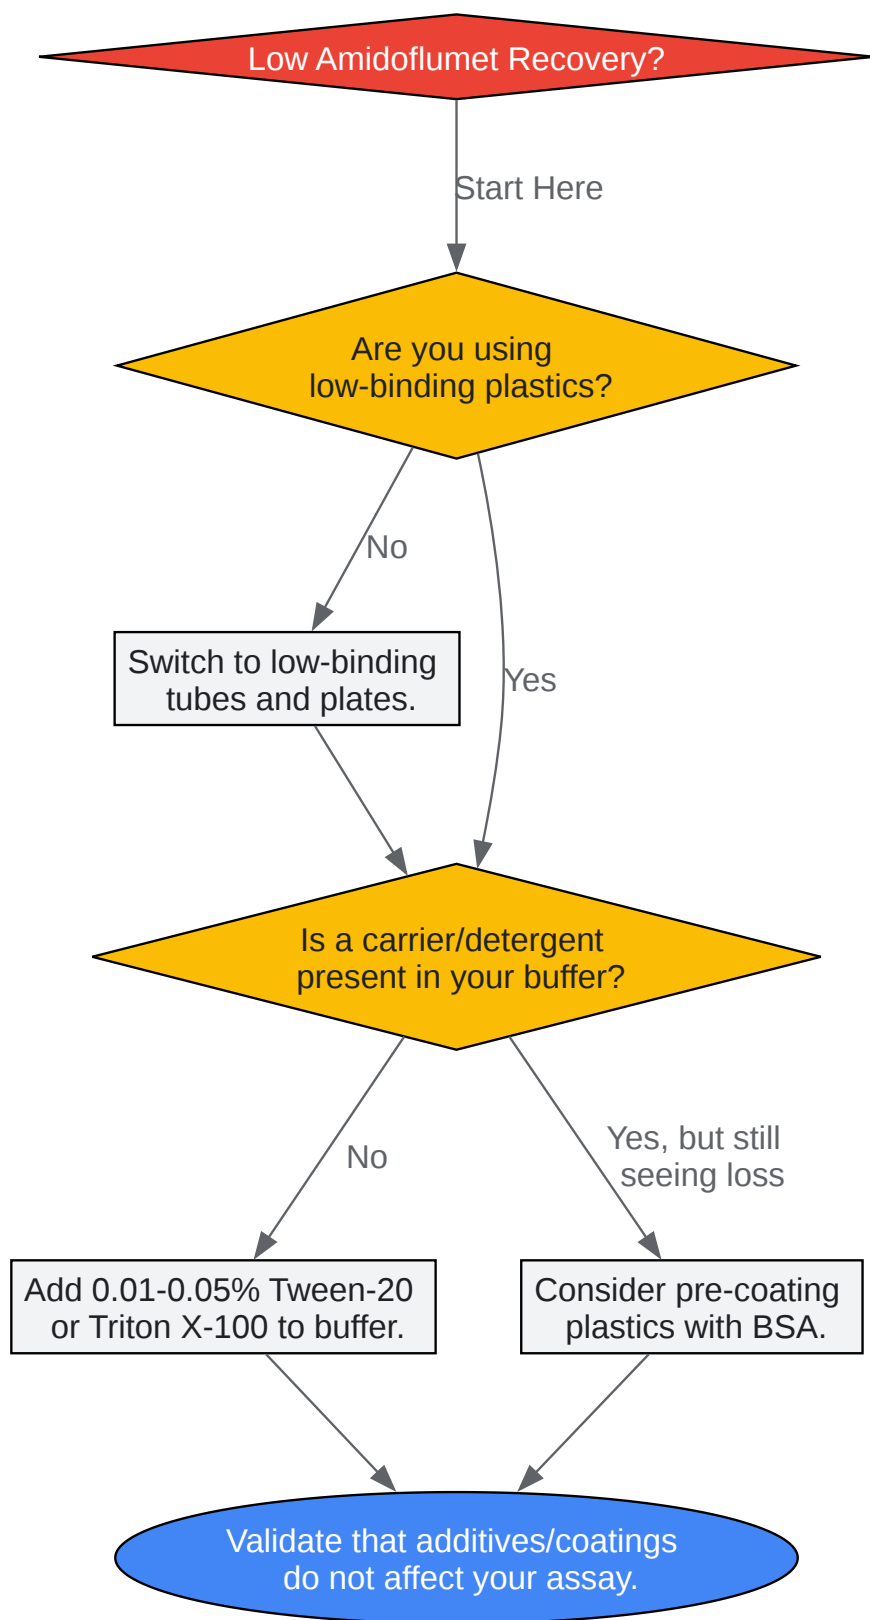 Low Amidoflumet Recovery?
Start Here
Are you using
low-binding plastics?
No
Switch to low-binding
tubes and plates.
Yes
Is a carrier/detergent
present in your buffer?
No
Yes, but still
seeing loss
Add 0.01-0.05% Tween-20
or Triton X-100 to buffer.
Consider pre-coating
plastics with BSA.
Validate that additives/coatings
do not affect your assay.